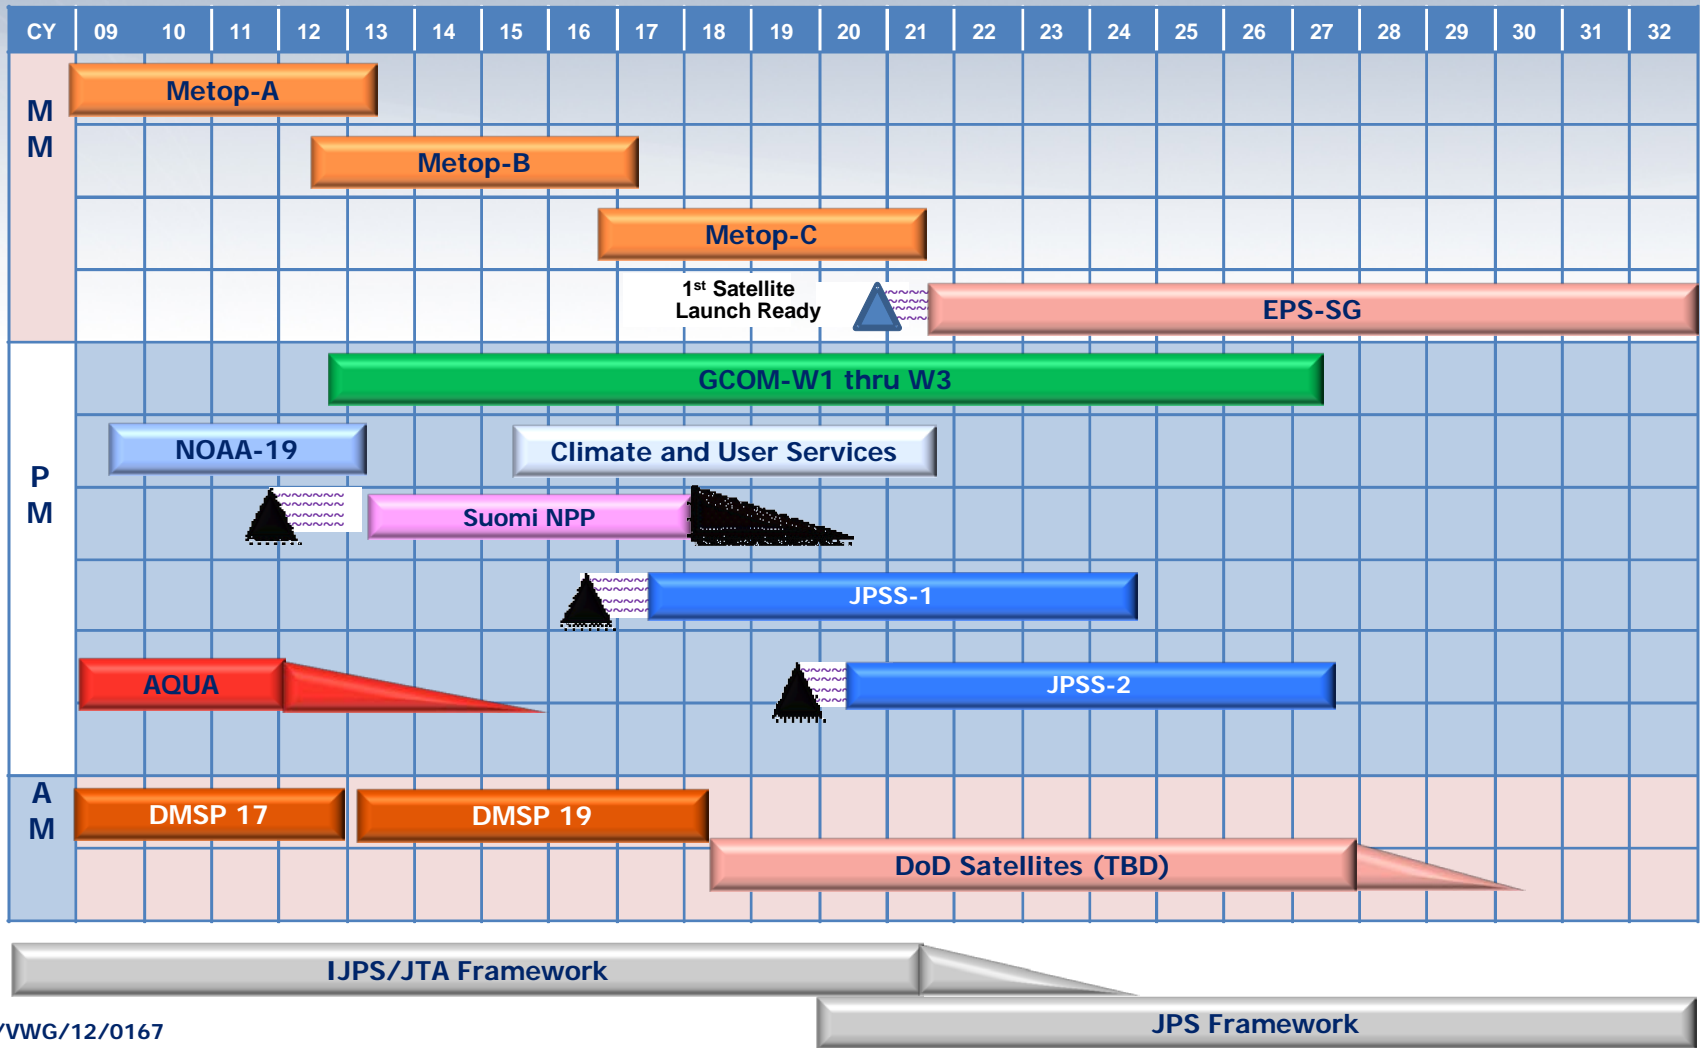 CY 09 10 11 12 13 14 15 16 17 18 19 20 21 22 23 24 25 26 27 28 29 30 31 32
M
M
Metop-A
Metop-B
Metop-C
1st Satellite
Launch Ready
EPS-SG
P
M
GCOM-W1 thru W3
NOAA-19
Climate and User Services
Suomi NPP
JPSS-1
AQUA
JPSS-2
A
M
DMSP 17
DMSP 19
DoD Satellites (TBD)
IJPS/JTA Framework
JPS Framework
/VWG/12/0167